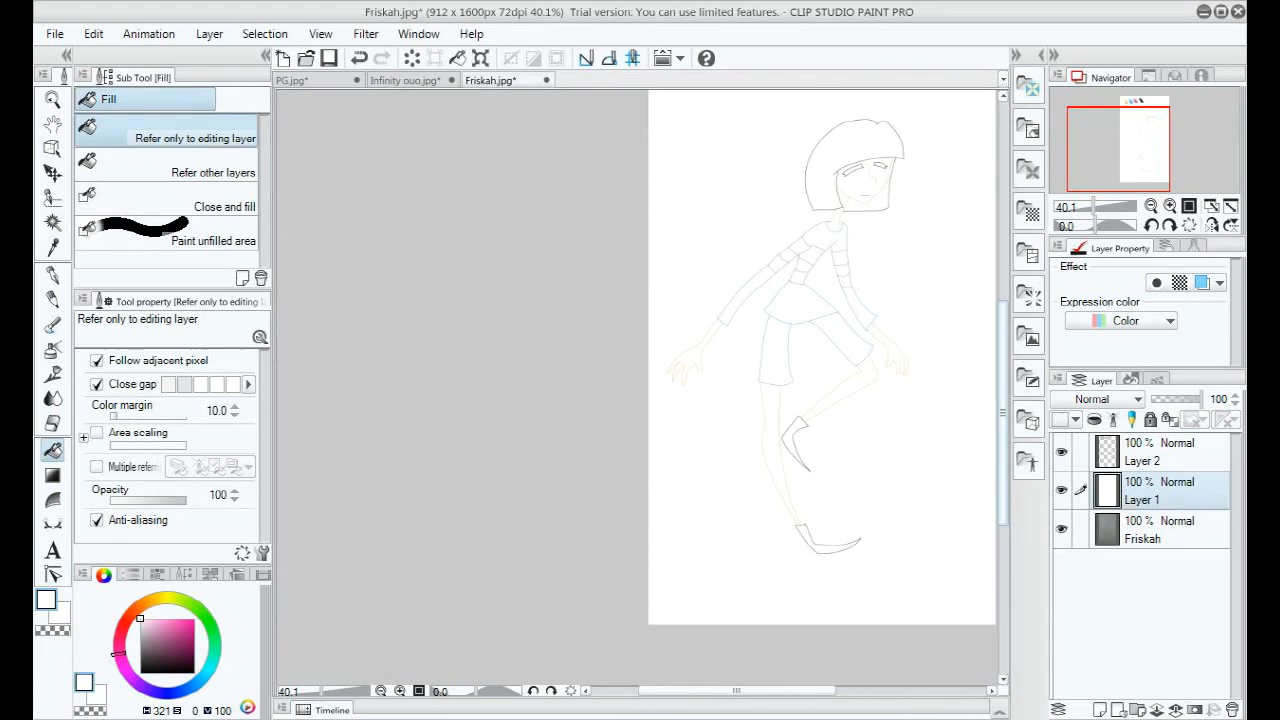 Friskah.jpg* (912 x 1600px 72dpi 40.1%) Trial version: You can use limited features. - CLIP STUDIO PAINT PRO
File Edit Animation Layer Selection View Filter Window Help
Sub Tool [Fill]
PG.jpg* Infinity ouo.jpg* Friskah.jpg*
Navigator
Fill
Refer only to editing layer
Refer other layers
Close and fill
Paint unfilled area
40.1
0.0
Layer Property
Effect
Expression color
Color
Tool property [Refer only to editing la
Refer only to editing layer
Follow adjacent pixel
Close gap
Color margin 10.0
Area scaling
Multiple refer
Opacity 100
Anti-aliasing
Layer
Normal 100
100 % Normal
Layer 2
100 % Normal
Layer 1
100 % Normal
Friskah
A
H 321 S 0 V 100
40.1 0.0
Timeline